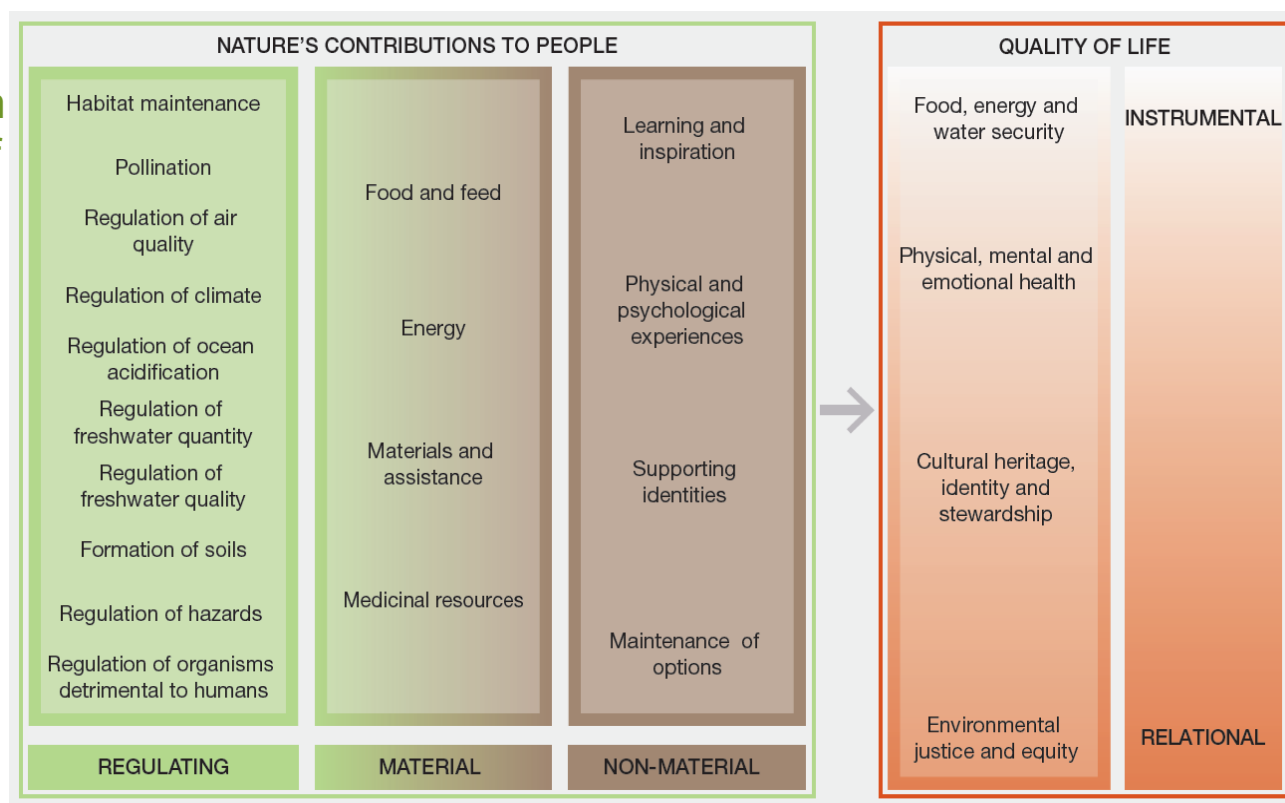 NATURE'S CONTRIBUTIONS TO PEOPLE
Habitat maintenance
Pollination
Regulation of air
quality
Regulation of climate
Regulation of ocean
acidification
Regulation of
freshwater quantity
Regulation of
freshwater quality
Formation of soils
Regulation of hazards
Regulation of organisms
detrimental to humans
REGULATING
Food and feed
Energy
Materials and
assistance
Medicinal resources
MATERIAL
Learning and
inspiration
Physical and
psychological
experiences
Supporting
identities
Maintenance of
options
NON-MATERIAL
QUALITY OF LIFE
Food, energy and
water security
Physical, mental and
emotional health
Cultural heritage,
identity and
stewardship
Environmental
justice and equity
INSTRUMENTAL
RELATIONAL